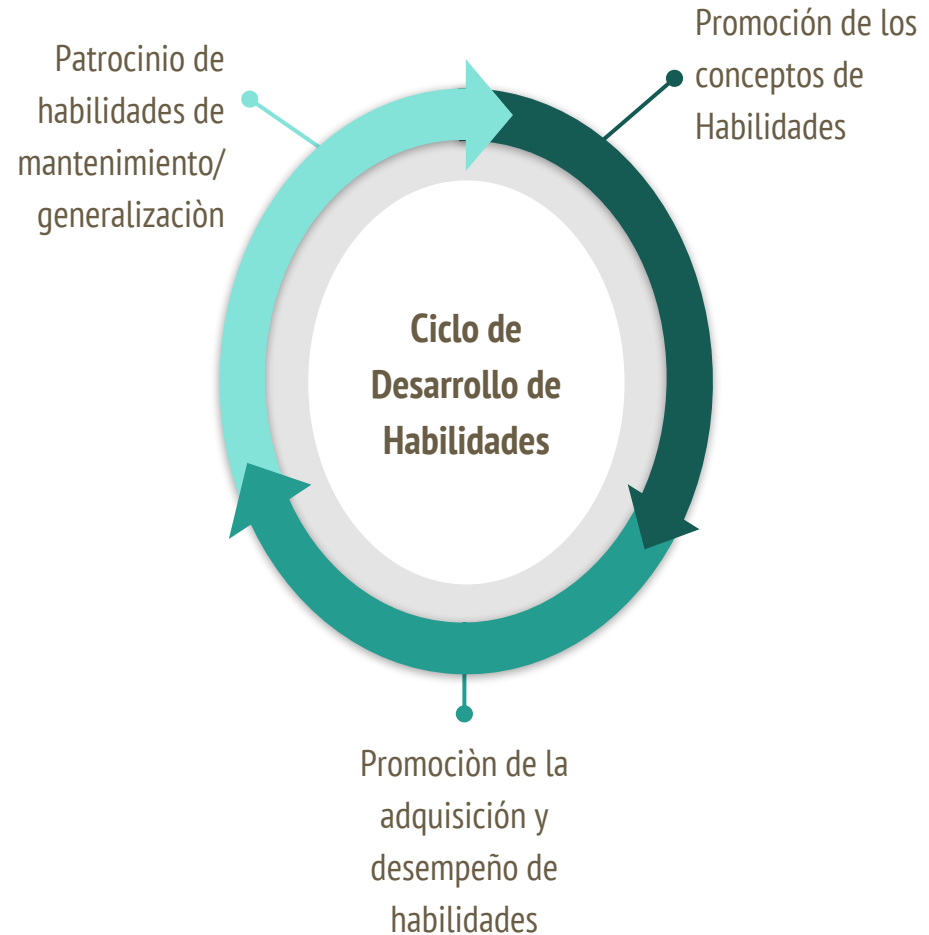 Promoción de los
conceptos de
Habilidades
Patrocinio de
habilidades de
mantenimiento/
generalizaciòn
Ciclo de
Desarrollo de
Habilidades
Promociòn de la
adquisición y
desempeño de
habilidades